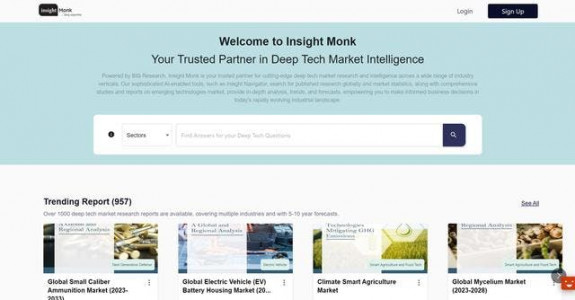 Insight Monk
Login
Sign Up
Welcome to Insight Monk
Your Trusted Partner in Deep Tech Market Intelligence
Powered by BIS Research, Insight Monk is your trusted partner for cutting-edge deep tech market research and intelligence across a wide range of industry
verticals. Our sophisticated AI-enabled tools, such as Insight Navigator, search for published research globally and market statistics, along with comprehensive
studies and reports on emerging technologies market, provide in-depth analysis, trends, and forecasts, empowering you to make informed business decisions in
today's rapidly evolving industrial landscape.
Sectors
Find Answers for your Deep Tech Questions
Trending Report (957)
See All
Over 1000 deep tech market research reports are available, covering multiple industries and with 5-10 year forecasts.
A Global and
Regional Analysis
Next Generation Defense
Global Small Caliber
Ammunition Market (2023-
2033)
A Global and
Regional Analysis
Electric Vehicle
Global Electric Vehicle (EV)
Battery Housing Market (20...
Technologies
Mitigating GHG
Emissions
Smart Agriculture and Food Tech
Climate Smart Agriculture
Market
Regional Analysis
Smart Agriculture and Food Tech
Global Mycelium Market
(2023-2026)